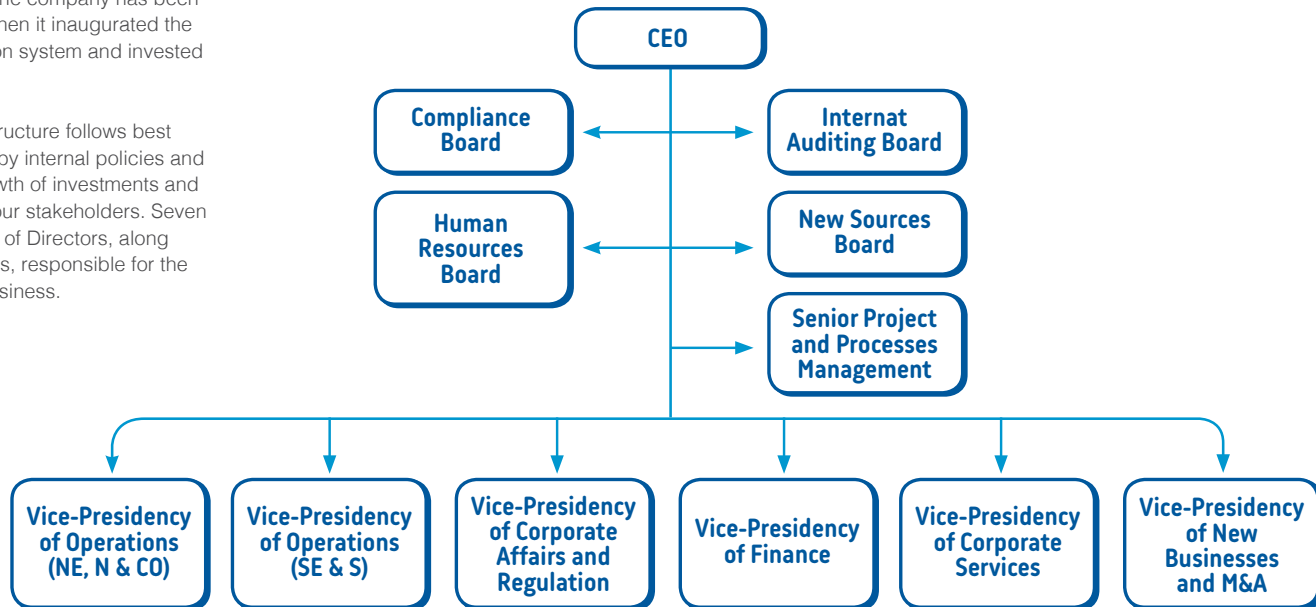 he company has been
hen it inaugurated the
on system and invested
ructure follows best
by internal policies and
wth of investments and
our stakeholders. Seven
of Directors, along
s, responsible for the
siness.
CEO
Compliance
Board
Internat
Auditing Board
Human
Resources
Board
New Sources
Board
Senior Project
and Processes
Management
Vice-Presidency
of Operations
(NE, N & CO)
Vice-Presidency
of Operations
(SE & S)
Vice-Presidency
of Corporate
Affairs and
Regulation
Vice-Presidency
of Finance
Vice-Presidency
of Corporate
Services
Vice-Presidency
of New
Businesses
and M&A